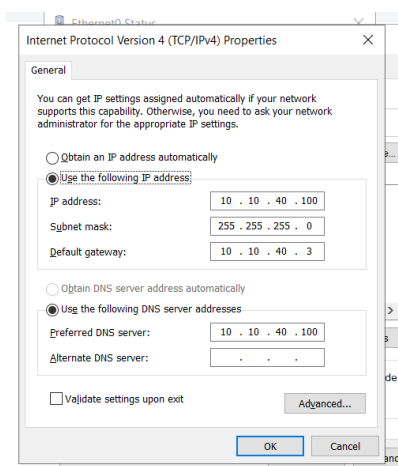 Ethernet0 Status
Internet Protocol Version 4 (TCP/IPv4) Properties
General
You can get IP settings assigned automatically if your network
supports this capability. Otherwise, you need to ask your network
administrator for the appropriate IP settings.
Obtain an IP address automatically
Use the following IP address:
IP address: 10 . 10 . 40 . 100
Subnet mask: 255 . 255 . 255 . 0
Default gateway: 10 . 10 . 40 . 3
Obtain DNS server address automatically
Use the following DNS server addresses
Preferred DNS server: 10 . 10 . 40 . 100
Alternate DNS server: . . .
Validate settings upon exit
Advanced...
OK Cancel